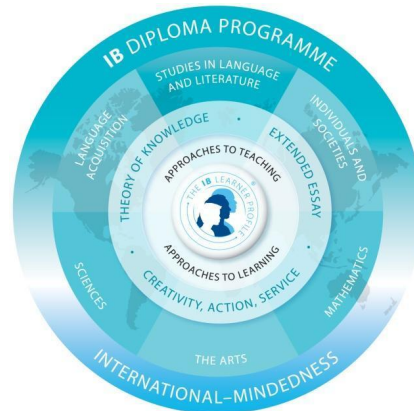 IB DIPLOMA PROGRAMME
STUDIES IN LANGUAGE
AND LITERATURE
LANGUAGE
ACQUISITION
INDIVIDUALS AND
SOCIETIES
THEORY OF KNOWLEDGE
EXTENDED ESSAY
APPROACHES TO TEACHING
THE IB LEARNER PROFILE
APPROACHES TO LEARNING
CREATIVITY, ACTION, SERVICE
SCIENCES
MATHEMATICS
THE ARTS
INTERNATIONAL–MINDEDNESS